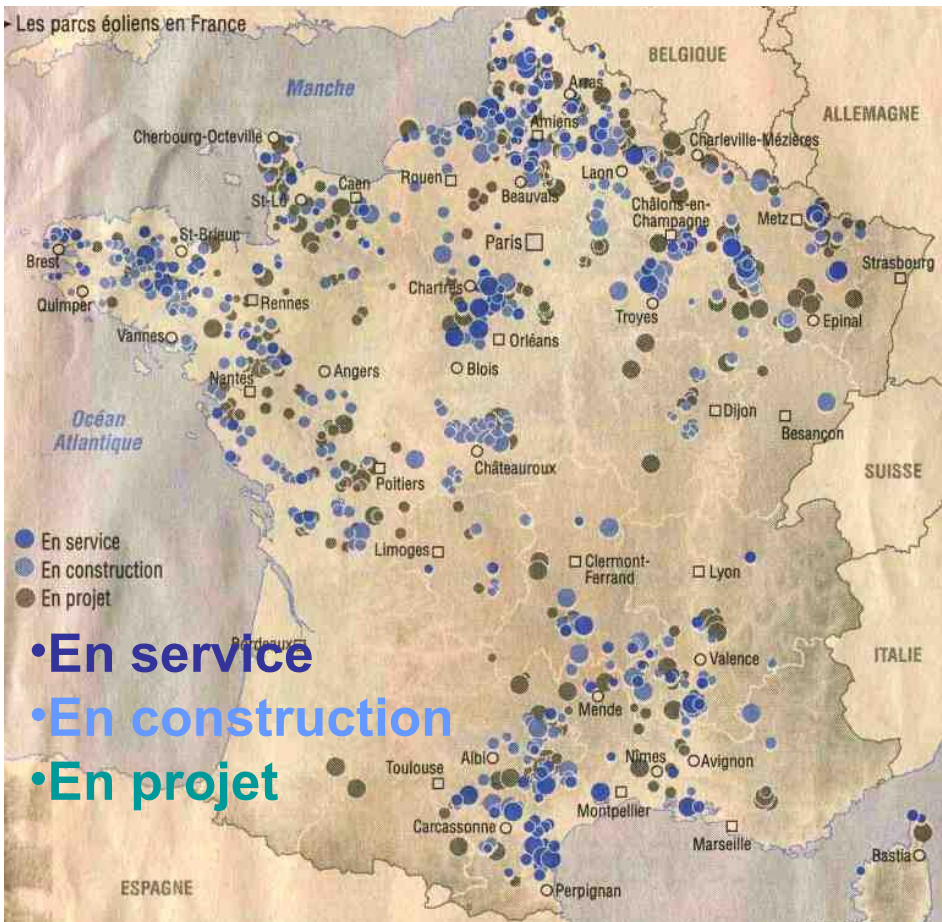 Les parcs éoliens en France
BELGIQUE
Manche
ALLEMAGNE
Arras
Amiens
Cherbourg-Octeville
Charleville-Mézières
Rouen
Laon
Caen
Beauvais
St-Lô
Châlons-en-
Champagne
Metz
St-Brieuc
Paris
Strasbourg
Brest
Chartres
Quimper
Rennes
Troyes
Epinal
Vannes
Orléans
Blois
Angers
Nantes
Dijon
Besançon
Océan
Atlantique
Châteauroux
SUISSE
Poitiers
En service
En construction
En projet
Limoges
Clermont-
Ferrand
Lyon
Bordeaux
•En service
ITALIE
Valence
•En construction
Mende
•En projet
Albi
Nîmes
Avignon
Toulouse
Montpellier
Carcassonne
Marseille
Bastia
ESPAGNE
Perpignan